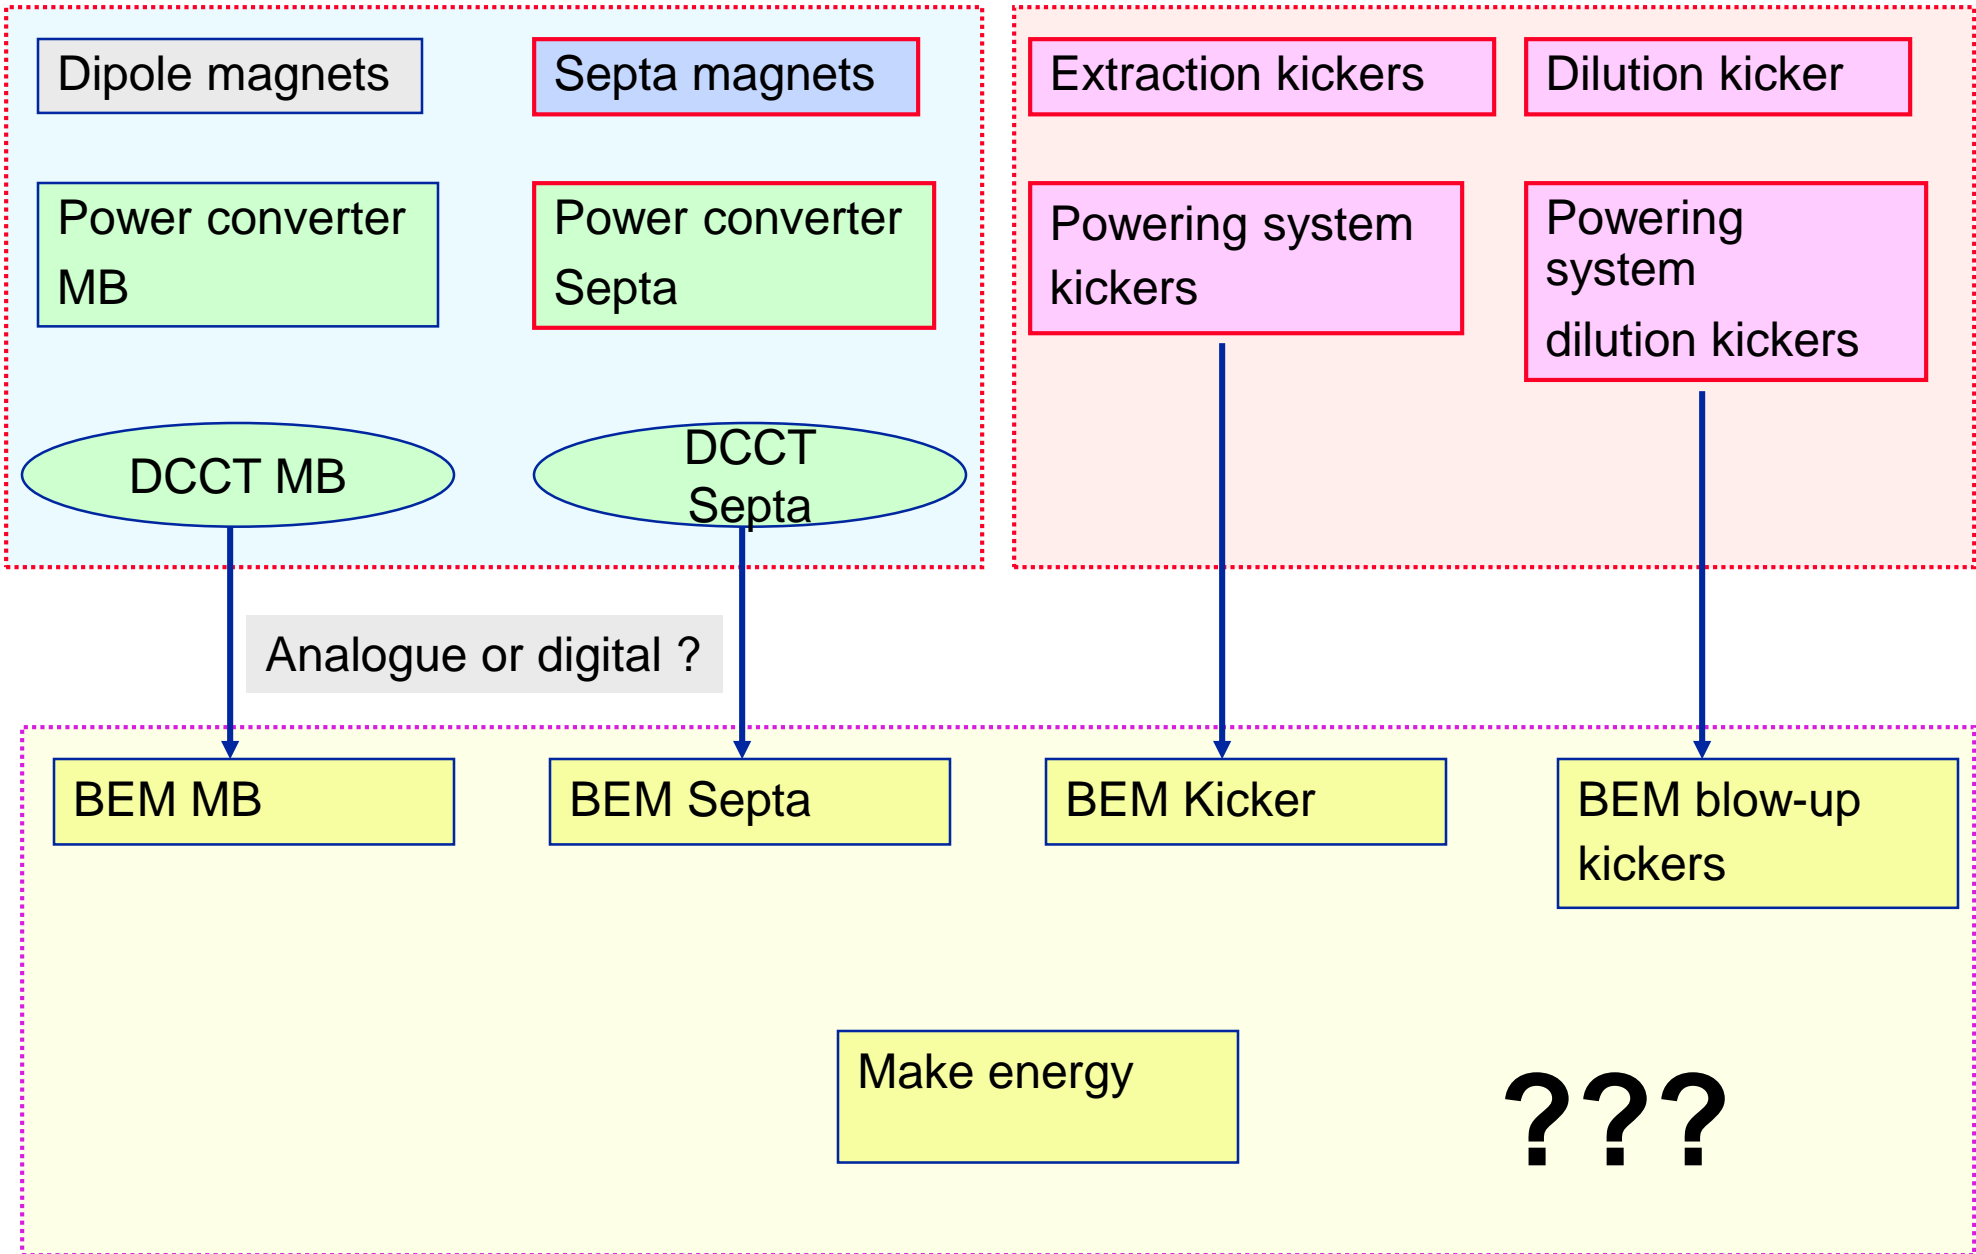 Dipole magnets
Septa magnets
Extraction kickers
Dilution kicker
Power converter
MB
Power converter
Septa
Powering system
kickers
Powering
system
dilution kickers
DCCT MB
DCCT
Septa
Analogue or digital ?
BEM MB
BEM Septa
BEM Kicker
BEM blow-up
kickers
Make energy
???